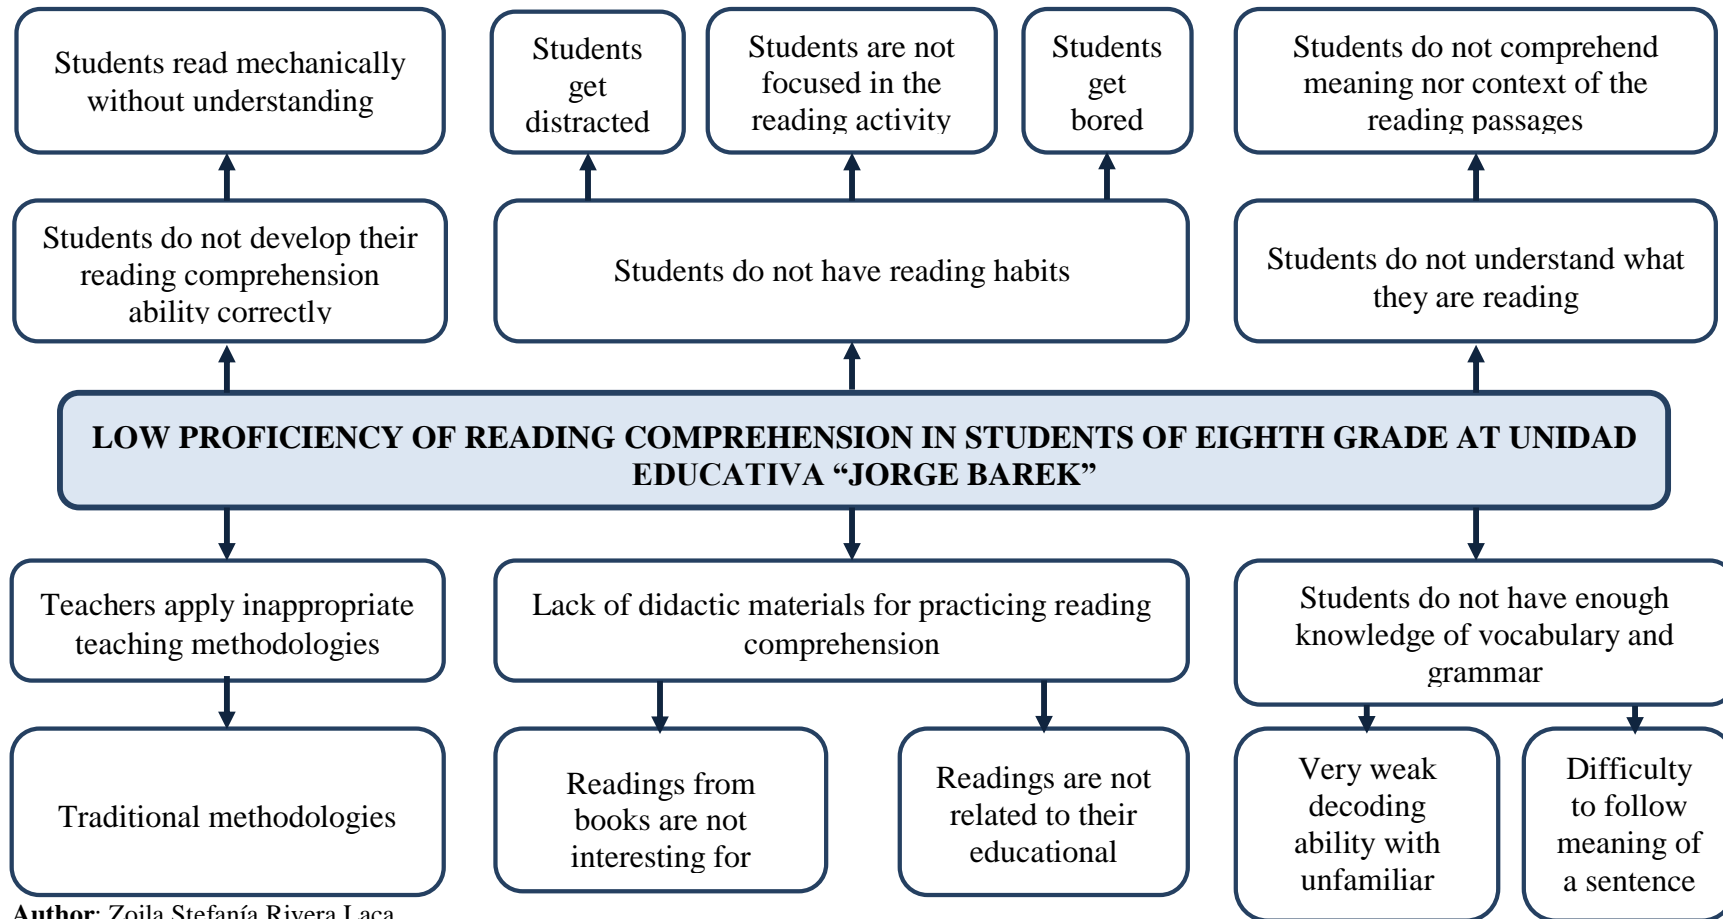 Students read mechanically
without understanding
Students
get
distracted
Students are not
focused in the
reading activity
Students
get
bored
Students do not comprehend
meaning nor context of the
reading passages
Students do not develop their
reading comprehension
ability correctly
Students do not have reading habits
Students do not understand what
they are reading
LOW PROFICIENCY OF READING COMPREHENSION IN STUDENTS OF EIGHTH GRADE AT UNIDAD
EDUCATIVA “JORGE BAREK”
Teachers apply inappropriate
teaching methodologies
Lack of didactic materials for practicing reading
comprehension
Students do not have enough
knowledge of vocabulary and
grammar
Traditional methodologies
Readings from
books are not
interesting for
Readings are not
related to their
educational
Very weak
decoding
ability with
unfamiliar
Difficulty
to follow
meaning of
a sentence
Author: Zoila Stefanía Rivera Laca